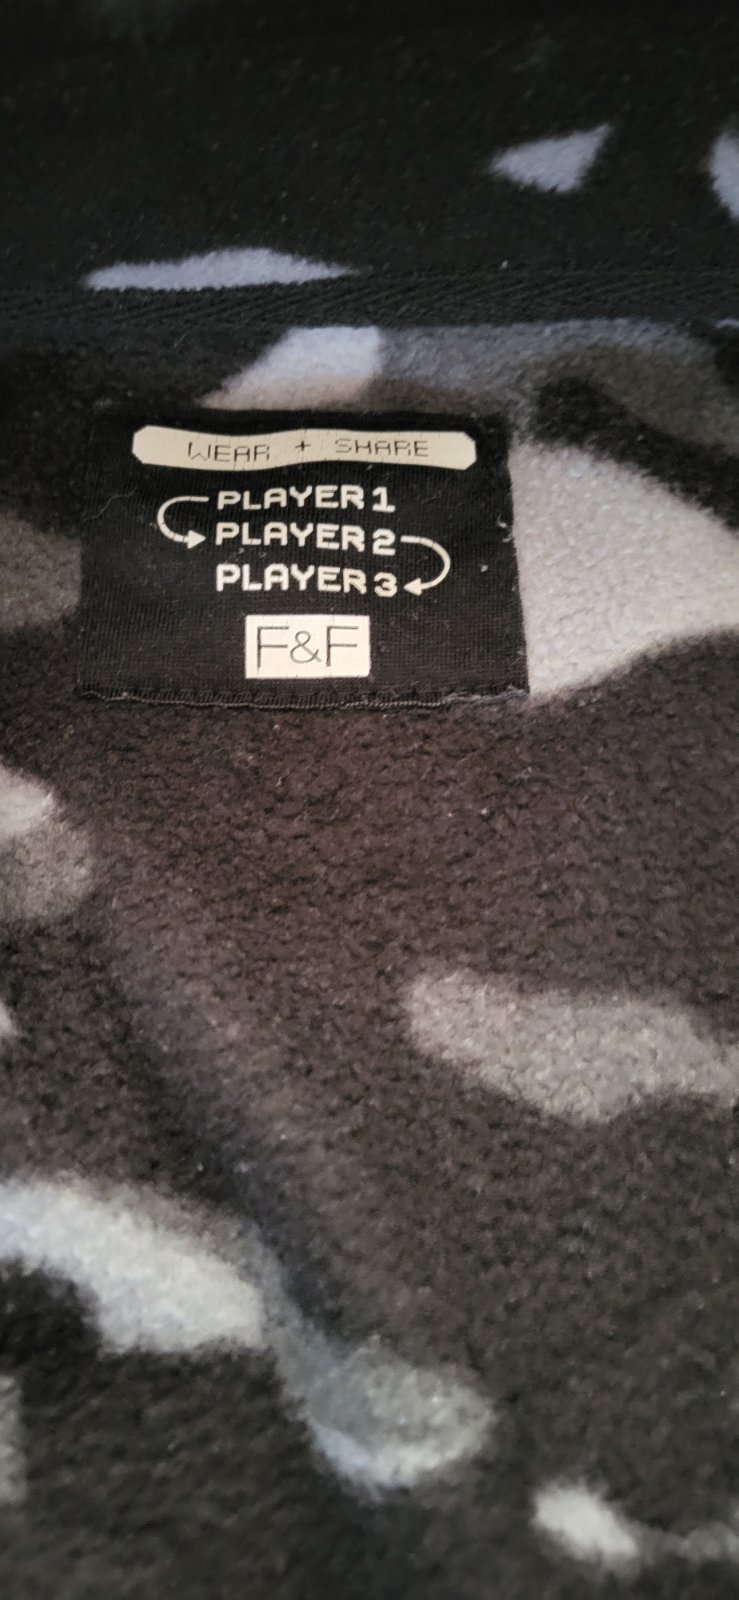 WEAR + SHARE
PLAYER 1
PLAYER 2
PLAYER 3
F&F